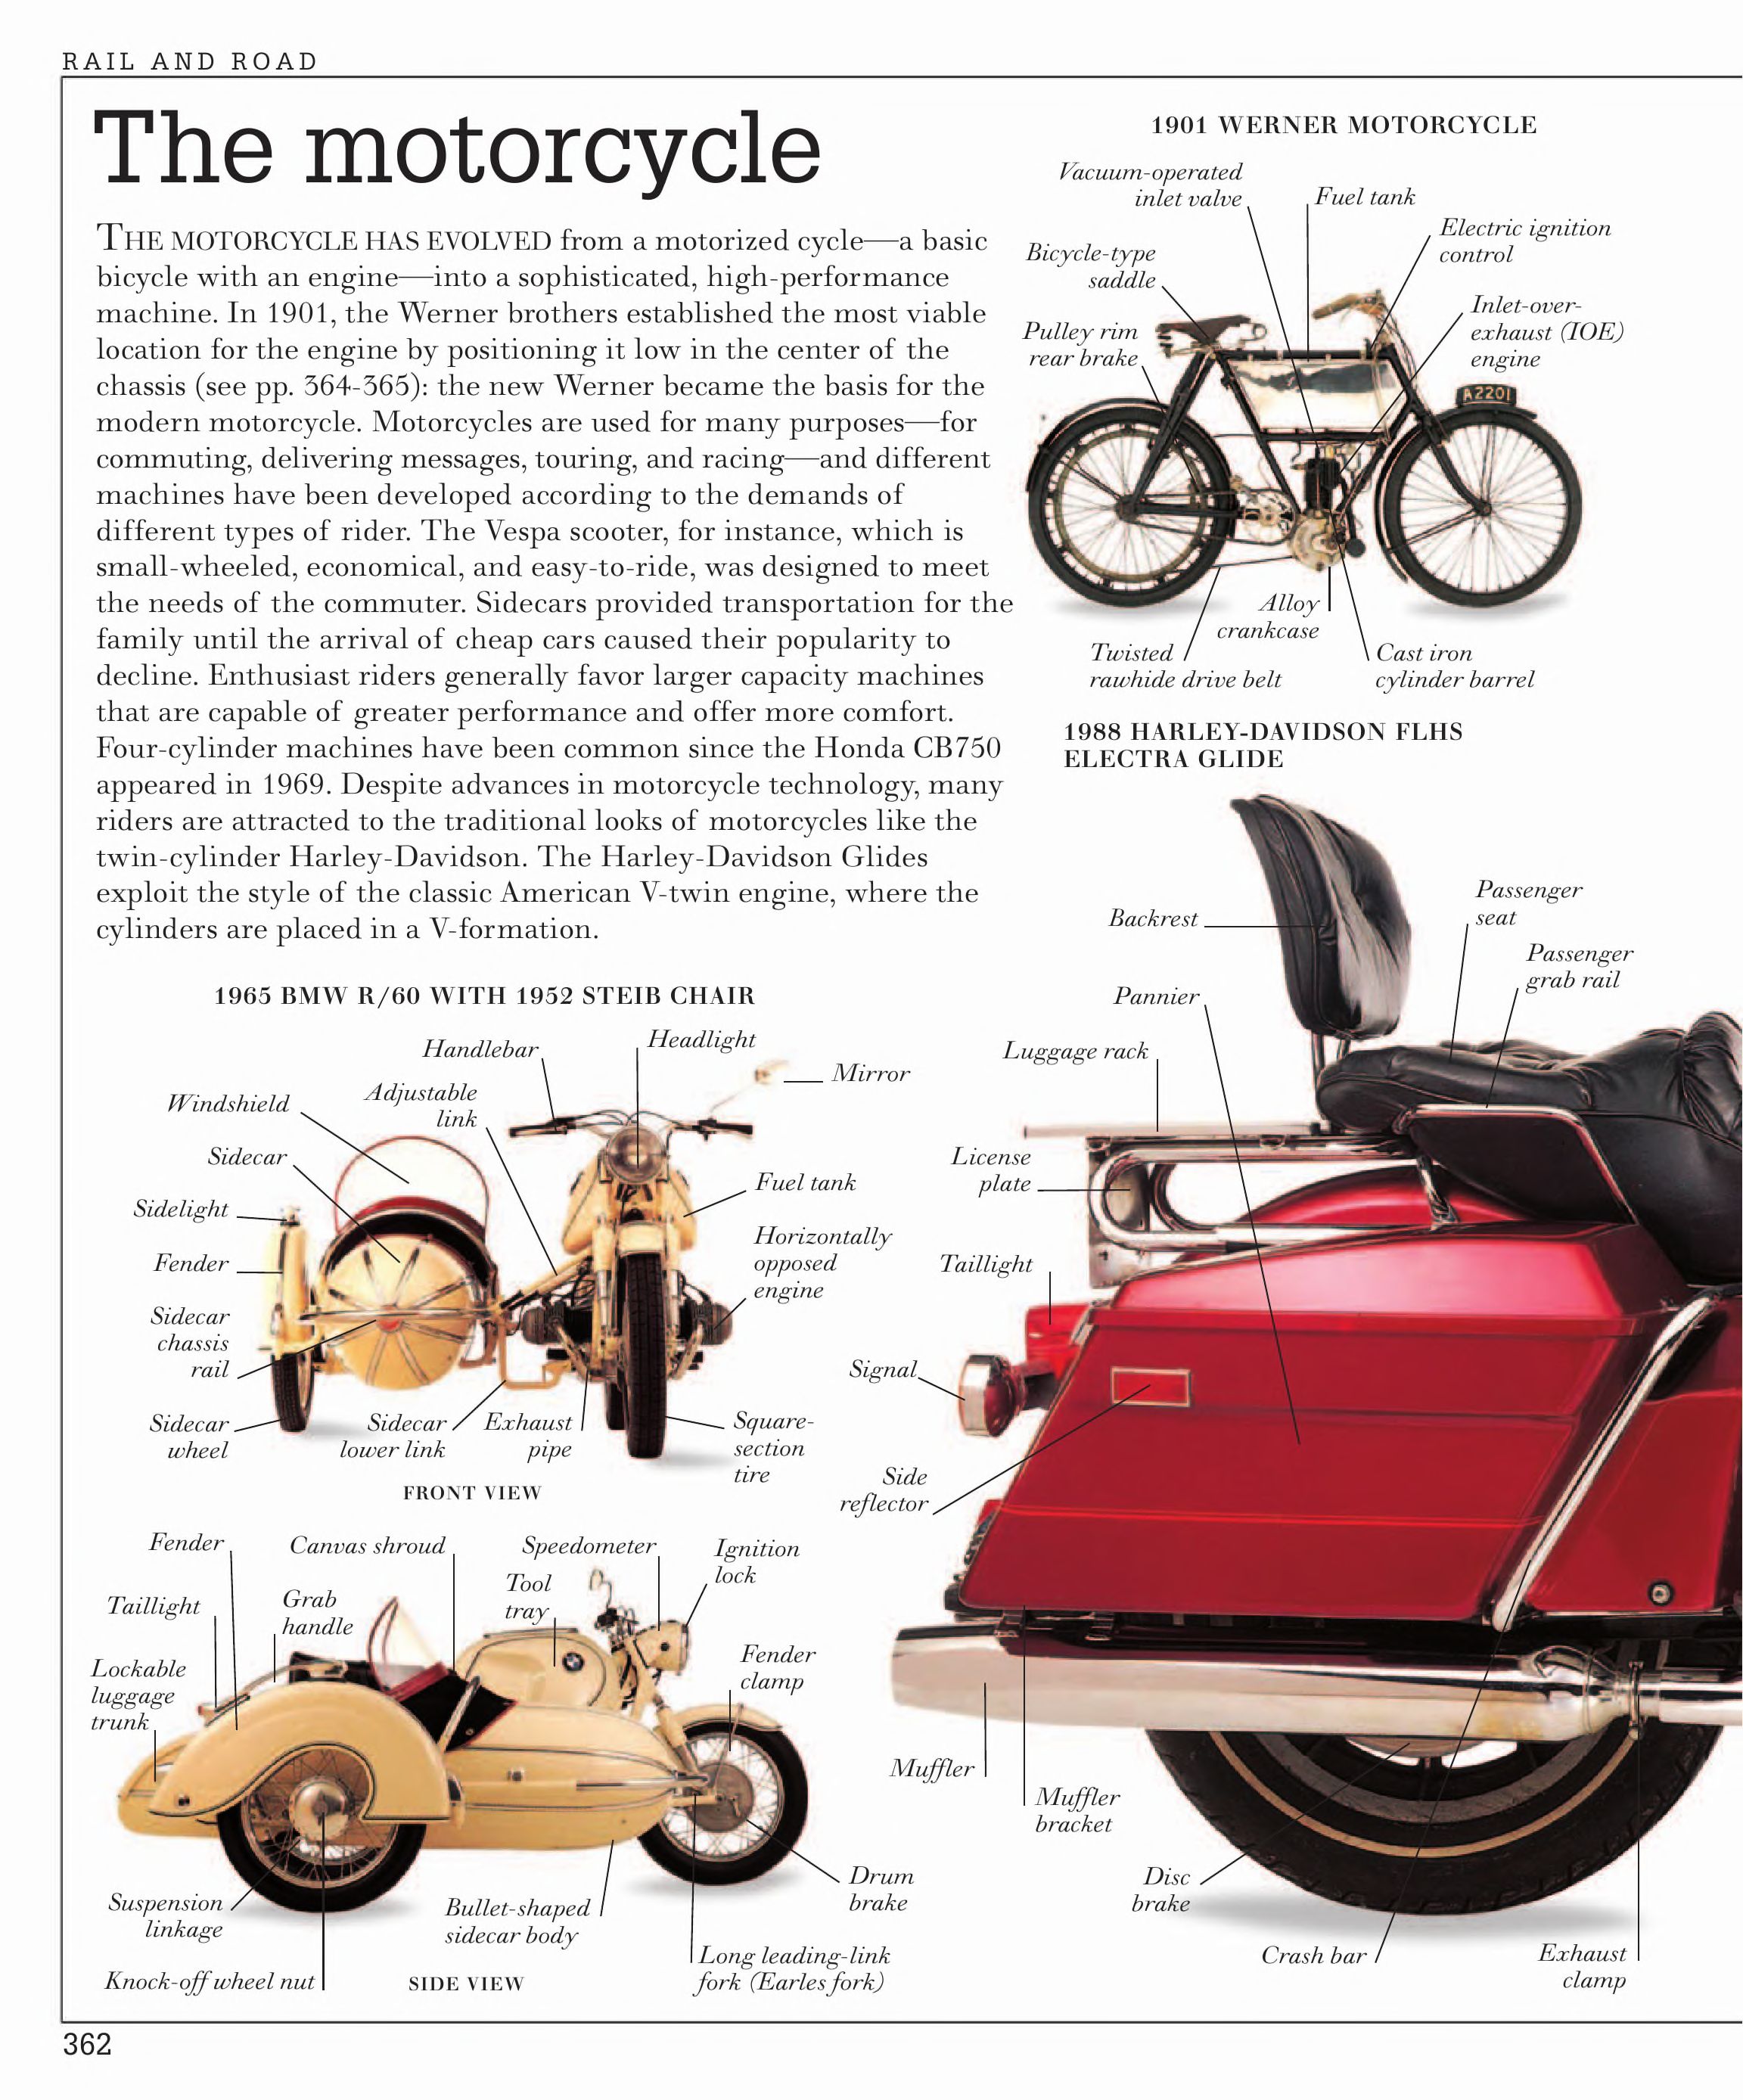 RAIL AND ROAD
The motorcycle
THE MOTORCYCLE HAS EVOLVED from a motorized cycle—a basic
bicycle with an engine—into a sophisticated, high-performance
machine. In 1901, the Werner brothers established the most viable
location for the engine by positioning it low in the center of the
chassis (see pp. 364-365): the new Werner became the basis for the
modern motorcycle. Motorcycles are used for many purposes—for
commuting, delivering messages, touring, and racing—and different
machines have been developed according to the demands of
different types of rider. The Vespa scooter, for instance, which is
small-wheeled, economical, and easy-to-ride, was designed to meet
the needs of the commuter. Sidecars provided transportation for the
family until the arrival of cheap cars caused their popularity to
decline. Enthusiast riders generally favor larger capacity machines
that are capable of greater performance and offer more comfort.
Four-cylinder machines have been common since the Honda CB750
appeared in 1969. Despite advances in motorcycle technology, many
riders are attracted to the traditional looks of motorcycles like the
twin-cylinder Harley-Davidson. The Harley-Davidson Glides
exploit the style of the classic American V-twin engine, where the
cylinders are placed in a V-formation.
1901 WERNER MOTORCYCLE
Vacuum-operated
inlet valve
Fuel tank
Electric ignition
control
Bicycle-type
saddle
Inlet-over-
exhaust (IOE)
engine
Pulley rim
rear brake
A2201
Alloy
crankcase
Twisted
rawhide drive belt
Cast iron
cylinder barrel
1988 HARLEY-DAVIDSON FLHS
ELECTRA GLIDE
Backrest
Passenger
seat
Passenger
grab rail
Pannier
Luggage rack
License
plate
Taillight
Signal
Side
reflector
Muffler
Muffler
bracket
Disc
brake
Crash bar
Exhaust
clamp
1965 BMW R/60 WITH 1952 STEIB CHAIR
Handlebar
Headlight
Mirror
Adjustable
link
Windshield
Sidecar
Sidelight
Fender
Sidecar
chassis
rail
Sidecar
wheel
Sidecar
lower link
Exhaust
pipe
Fuel tank
Horizontally
opposed
engine
Square-
section
tire
FRONT VIEW
Fender
Canvas shroud
Speedometer
Ignition
lock
Tool
tray
Taillight
Grab
handle
Lockable
luggage
trunk
Fender
clamp
Suspension
linkage
Knock-off wheel nut
Bullet-shaped
sidecar body
Drum
brake
Long leading-link
fork (Earles fork)
SIDE VIEW
362